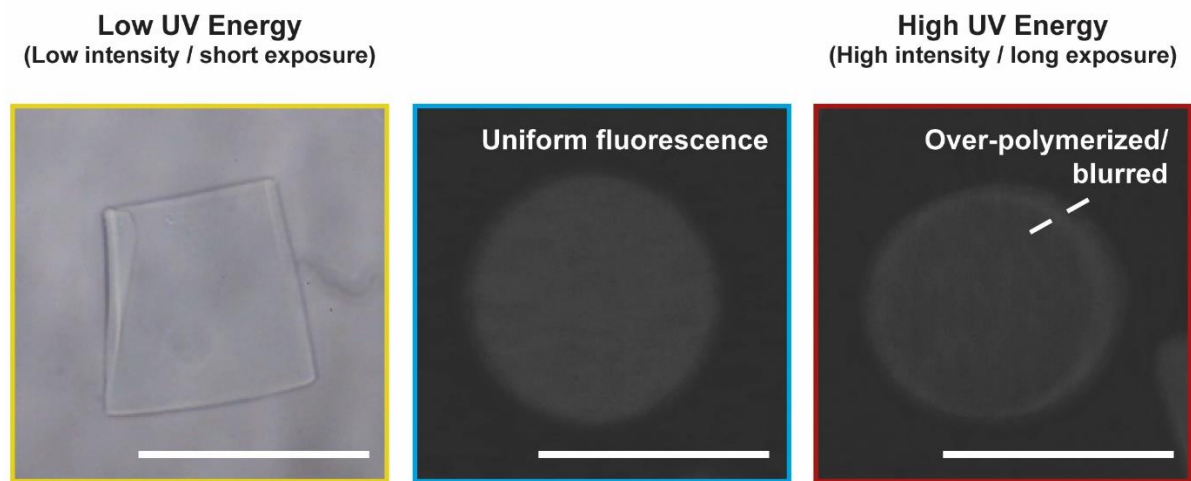 Low UV Energy
(Low intensity / short exposure)
High UV Energy
(High intensity / long exposure)
Uniform fluorescence
Over-polymerized/
blurred